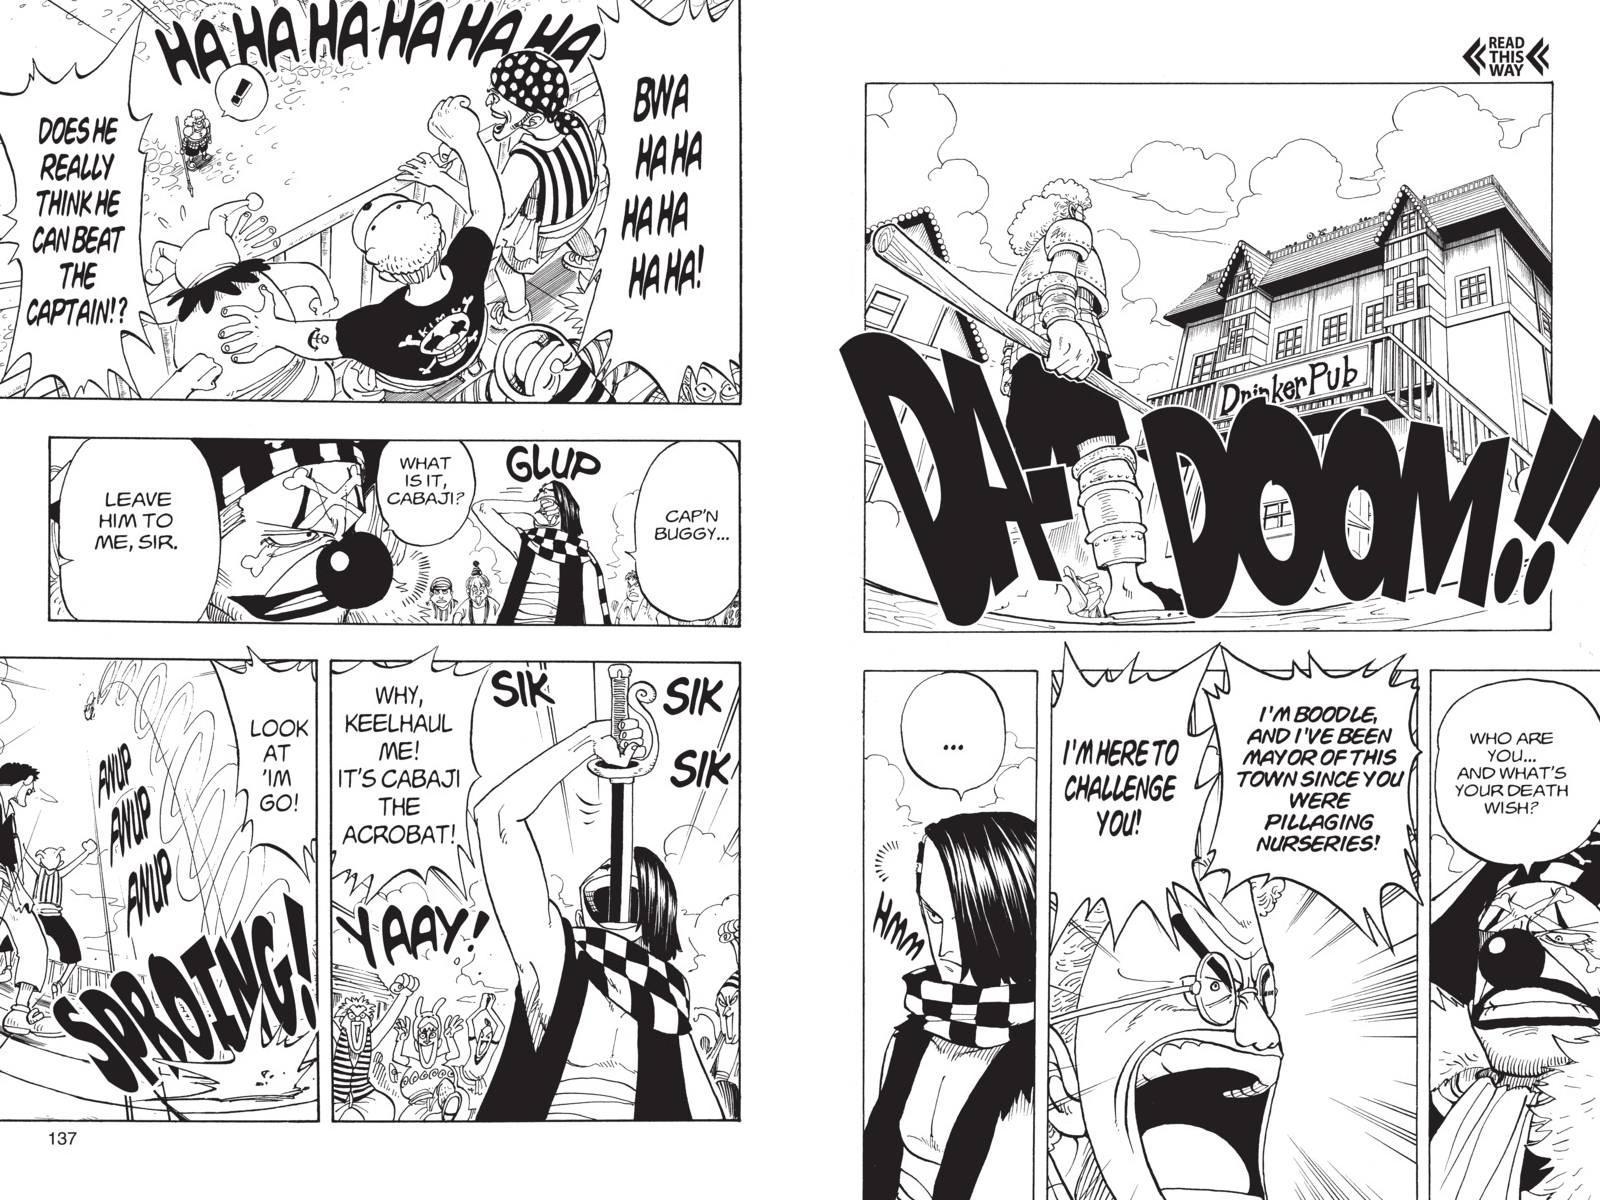 READ
THIS
WAY
Drinker Pub
DA-DOOM!!
WHO ARE
YOU...
AND WHAT'S
YOUR DEATH
WISH?
I'M BOODLE,
AND I'VE BEEN
MAYOR OF THIS
TOWN SINCE YOU
WERE
PILLAGING
NURSERIES!
I'M HERE TO
CHALLENGE
YOU!
...
HMM
HA HA HA HA HA HA HA
BWA
HA HA
HA HA
HA HA!
!!
DOES HE
REALLY
THINK HE
CAN BEAT
THE
CAPTAIN!?
CAP'N
BUGGY...
GLUP
WHAT
IS IT,
CABAJI?
LEAVE
HIM TO
ME, SIR.
SIK
SIK
SIK
WHY,
KEELHAUL
ME!
IT'S CABAJI
THE
ACROBAT!
YAAY!
LOOK
AT
'IM
GO!
AWUP
AWUP
AWUP
SPROING!
137